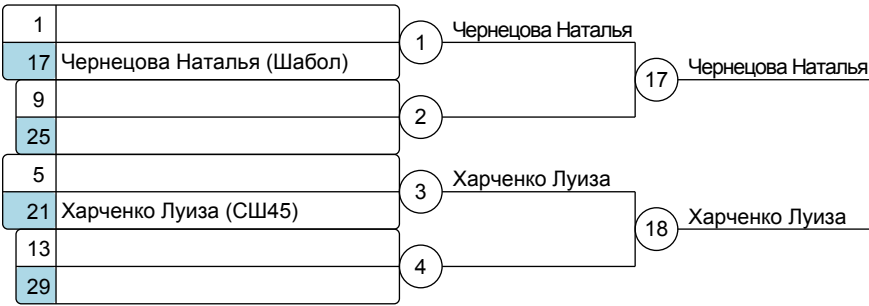 1
17 Чернецова Наталья (Шабол)
1 Чернецова Наталья
17 Чернецова Наталья
9
25
2
5
21 Харченко Луиза (СШ45)
3 Харченко Луиза
18 Харченко Луиза
13
29
4